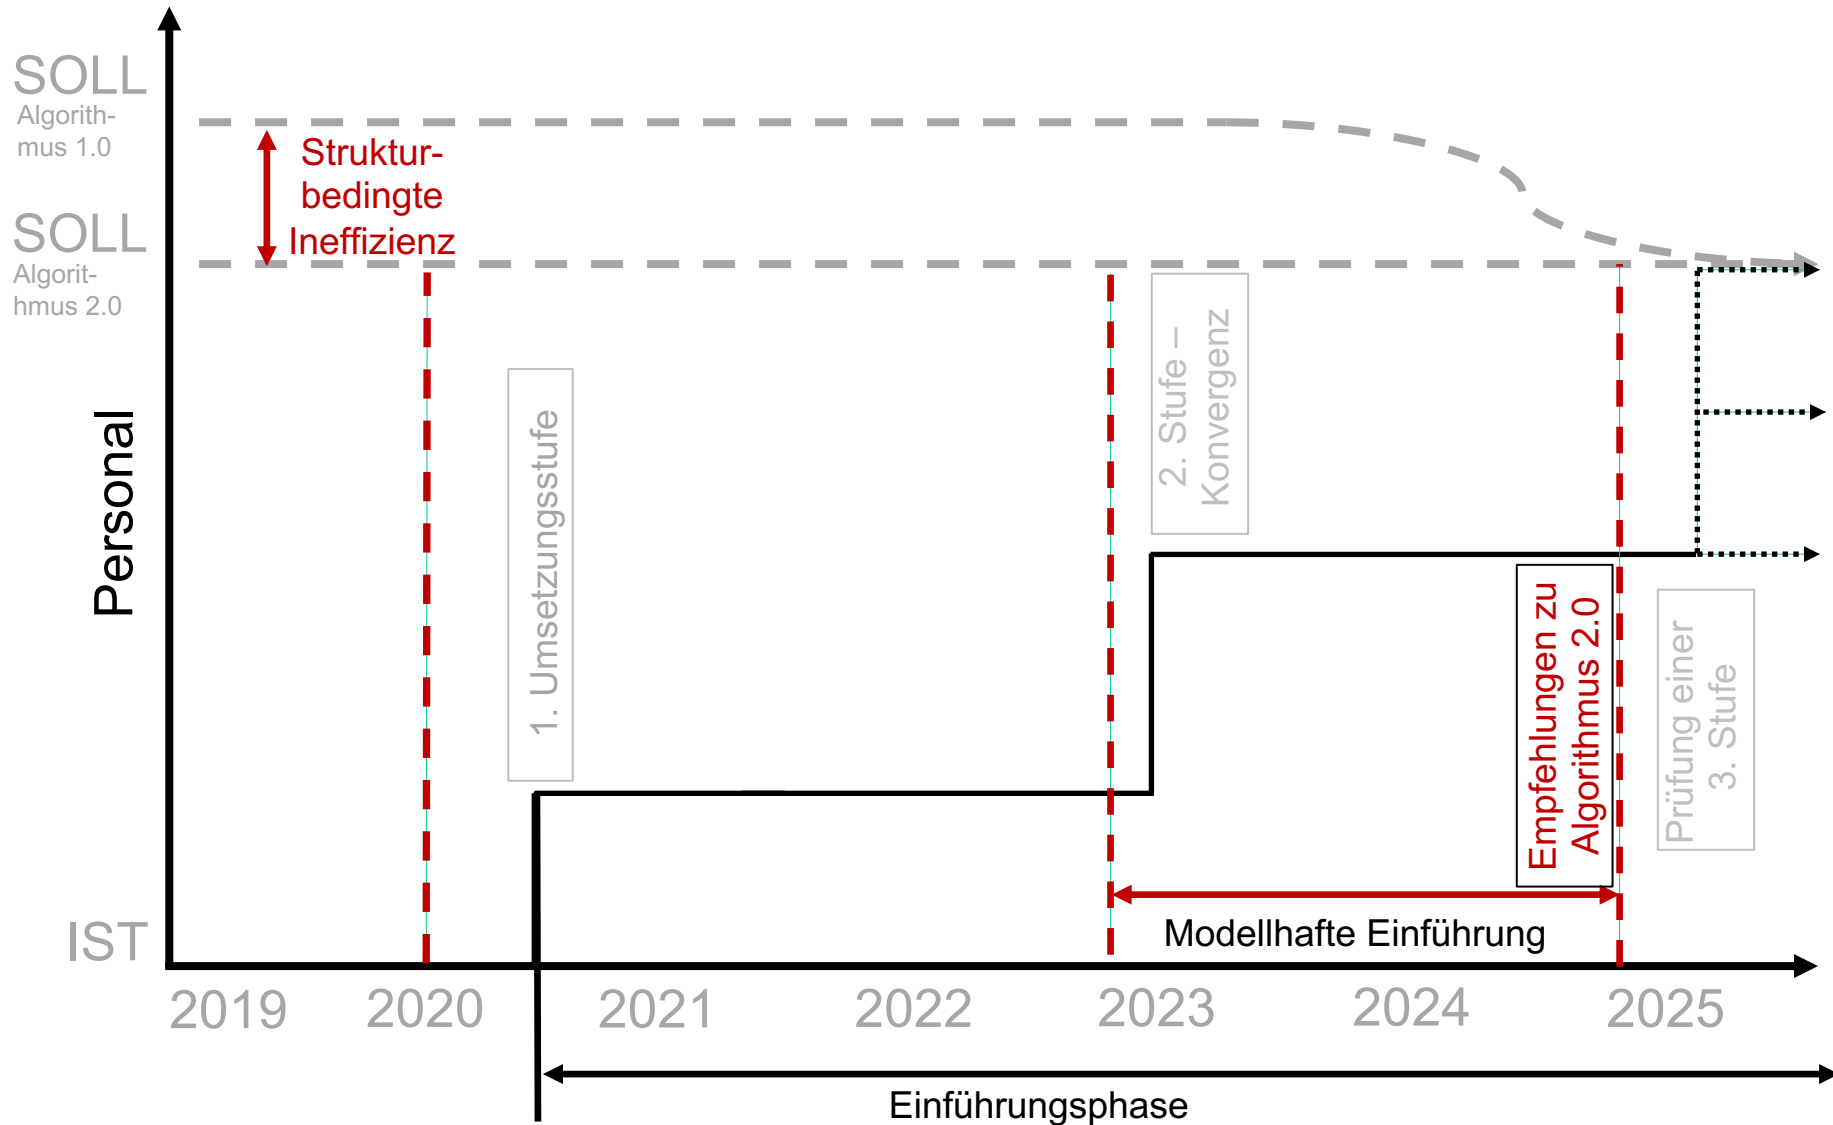 SOLL
Algorith-
mus 1.0
Struktur-
bedingte
Ineffizienz
SOLL
Algorit-
hmus 2.0
Personal
1. Umsetzungsstufe
2. Stufe –
Konvergenz
Empfehlungen zu
Algorithmus 2.0
Prüfung einer
3. Stufe
IST
Modellhafte Einführung
2019 2020 2021 2022 2023 2024 2025
Einführungsphase